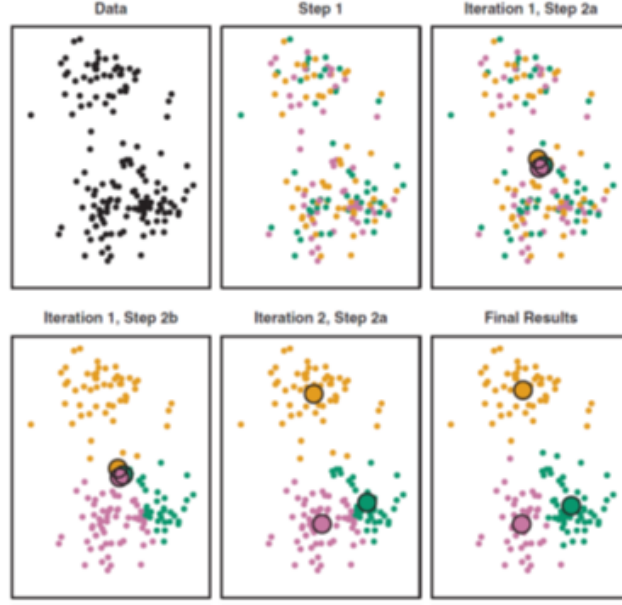 Data
Step 1
Iteration 1, Step 2a
Iteration 1, Step 2b
Iteration 2, Step 2a
Final Results